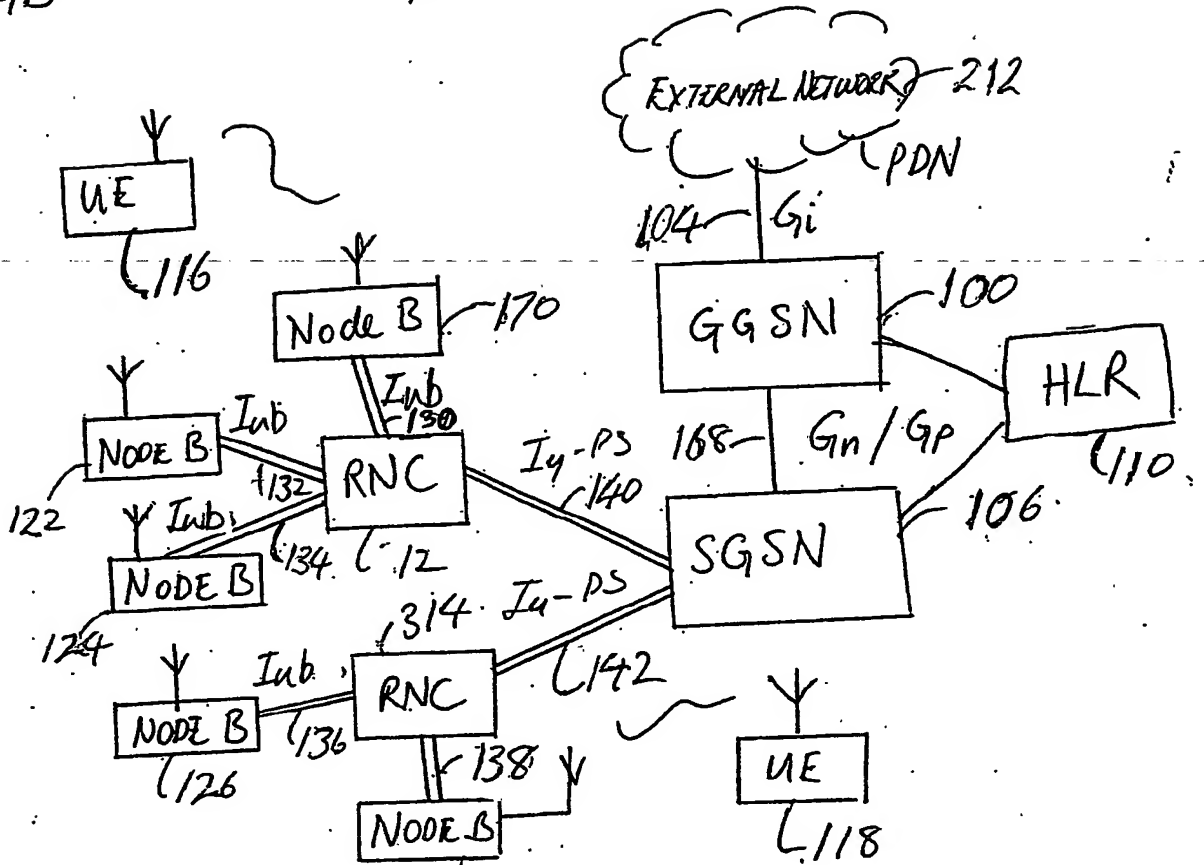 EXTERNAL NETWORK
212
PDN
UE
104
Gi
116
Node B
170
GGSN
100
HLR
Iub
130
Iub
NODE B
132
RNC
Iu-PS
140
168
Gn/Gp
110
122
Iub
134
12
SGSN
106
NODE B
124
314
Iu-PS
142
Iub
RNC
NODE B
136
126
138
UE
NODE B
118